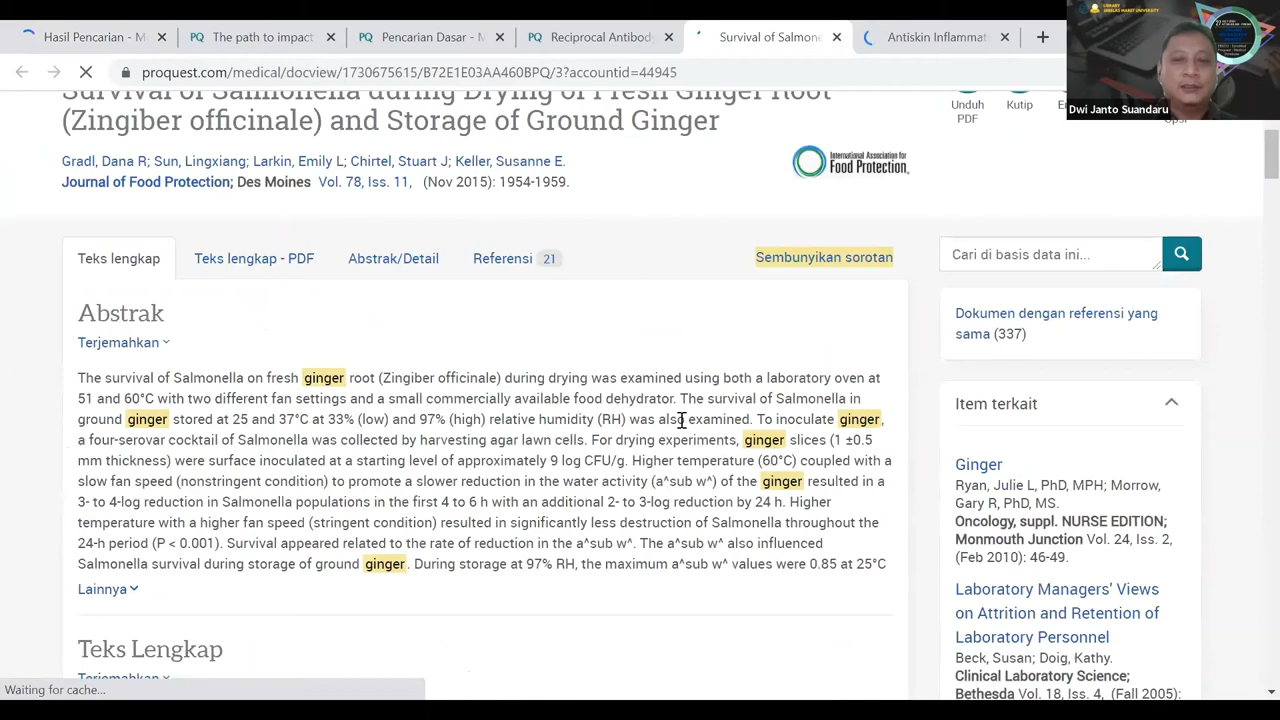 Hasil Pencarian - M
PQ The path to impact
PQ Pencarian Dasar - M
PQ Reciprocal Antibody
Survival of Salmone
Antiskin Inflammat
LIBRARY
SEBELAS MARET UNIVERSITY
proquest.com/medical/docview/1730675615/B72E1E03AA460BPQ/3?accountid=44945
Dwi Janto Suandaru
Survival of Salmonella during Drying of Fresh Ginger Root
(Zingiber officinale) and Storage of Ground Ginger
Unduh
PDF
Kutip
Gradl, Dana R; Sun, Lingxiang; Larkin, Emily L; Chirtel, Stuart J; Keller, Susanne E.
Journal of Food Protection; Des Moines Vol. 78, Iss. 11, (Nov 2015): 1954-1959.
International Association for
Food Protection
Teks lengkap
Teks lengkap - PDF
Abstrak/Detail
Referensi 21
Sembunyikan sorotan
Cari di basis data ini...
Abstrak
Terjemahkan
The survival of Salmonella on fresh ginger root (Zingiber officinale) during drying was examined using both a laboratory oven at
51 and 60°C with two different fan settings and a small commercially available food dehydrator. The survival of Salmonella in
ground ginger stored at 25 and 37°C at 33% (low) and 97% (high) relative humidity (RH) was also examined. To inoculate ginger,
a four-serovar cocktail of Salmonella was collected by harvesting agar lawn cells. For drying experiments, ginger slices (1 ±0.5
mm thickness) were surface inoculated at a starting level of approximately 9 log CFU/g. Higher temperature (60°C) coupled with a
slow fan speed (nonstringent condition) to promote a slower reduction in the water activity (a^sub w^) of the ginger resulted in a
3- to 4-log reduction in Salmonella populations in the first 4 to 6 h with an additional 2- to 3-log reduction by 24 h. Higher
temperature with a higher fan speed (stringent condition) resulted in significantly less destruction of Salmonella throughout the
24-h period (P < 0.001). Survival appeared related to the rate of reduction in the a^sub w^. The a^sub w^ also influenced
Salmonella survival during storage of ground ginger. During storage at 97% RH, the maximum a^sub w^ values were 0.85 at 25°C
Lainnya
Teks Lengkap
Terjemahkan
Dokumen dengan referensi yang
sama (337)
Item terkait
Ginger
Ryan, Julie L, PhD, MPH; Morrow,
Gary R, PhD, MS.
Oncology, suppl. NURSE EDITION;
Monmouth Junction Vol. 24, Iss. 2,
(Feb 2010): 46-49.
Laboratory Managers' Views
on Attrition and Retention of
Laboratory Personnel
Beck, Susan; Doig, Kathy.
Clinical Laboratory Science;
Bethesda Vol. 18, Iss. 4, (Fall 2005):
Waiting for cache...